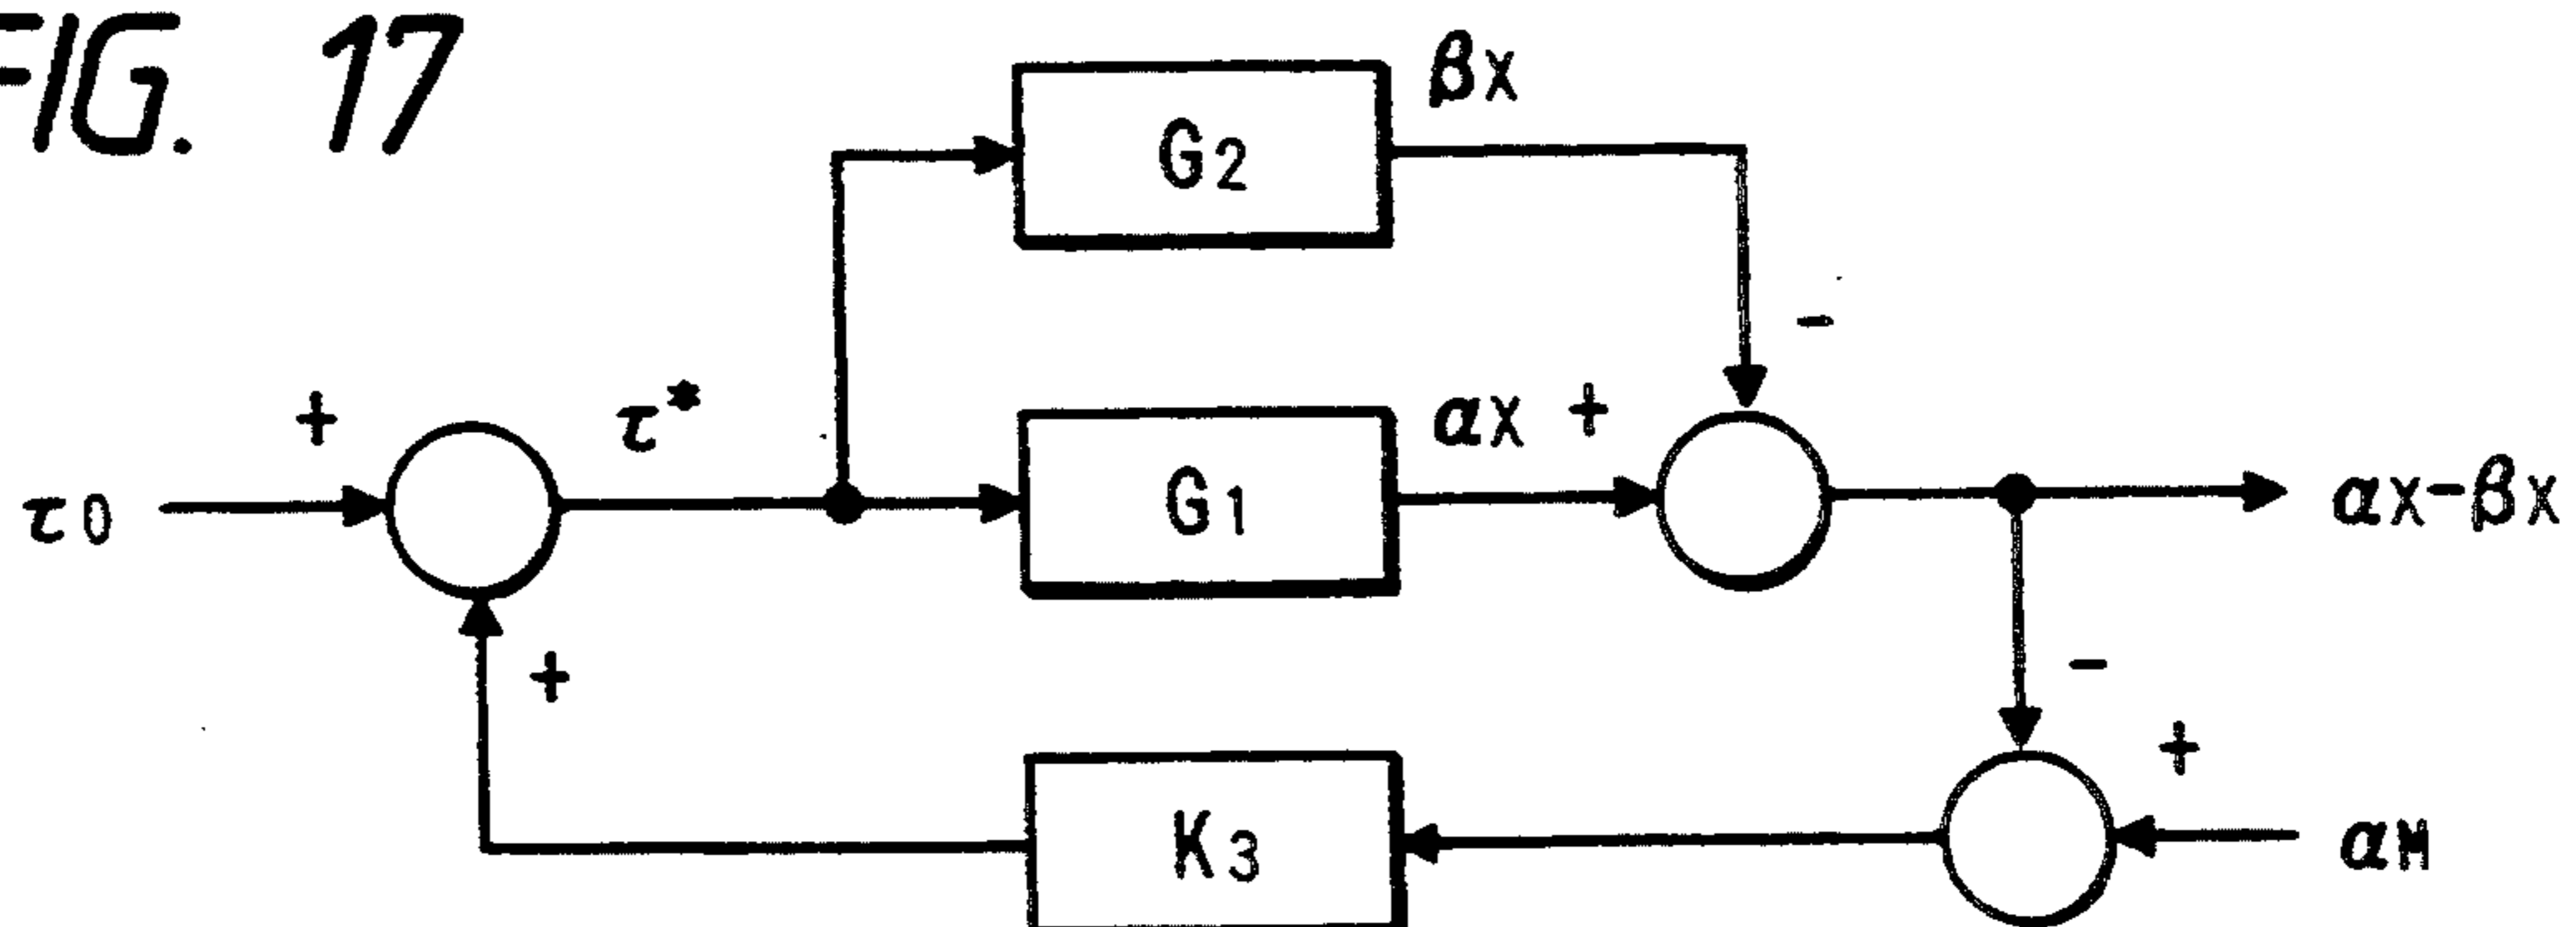 FIG. 17
βX
G2
-
+
τ*
αX +
τ0
G1
αX-βX
+
-
+
K3
αM